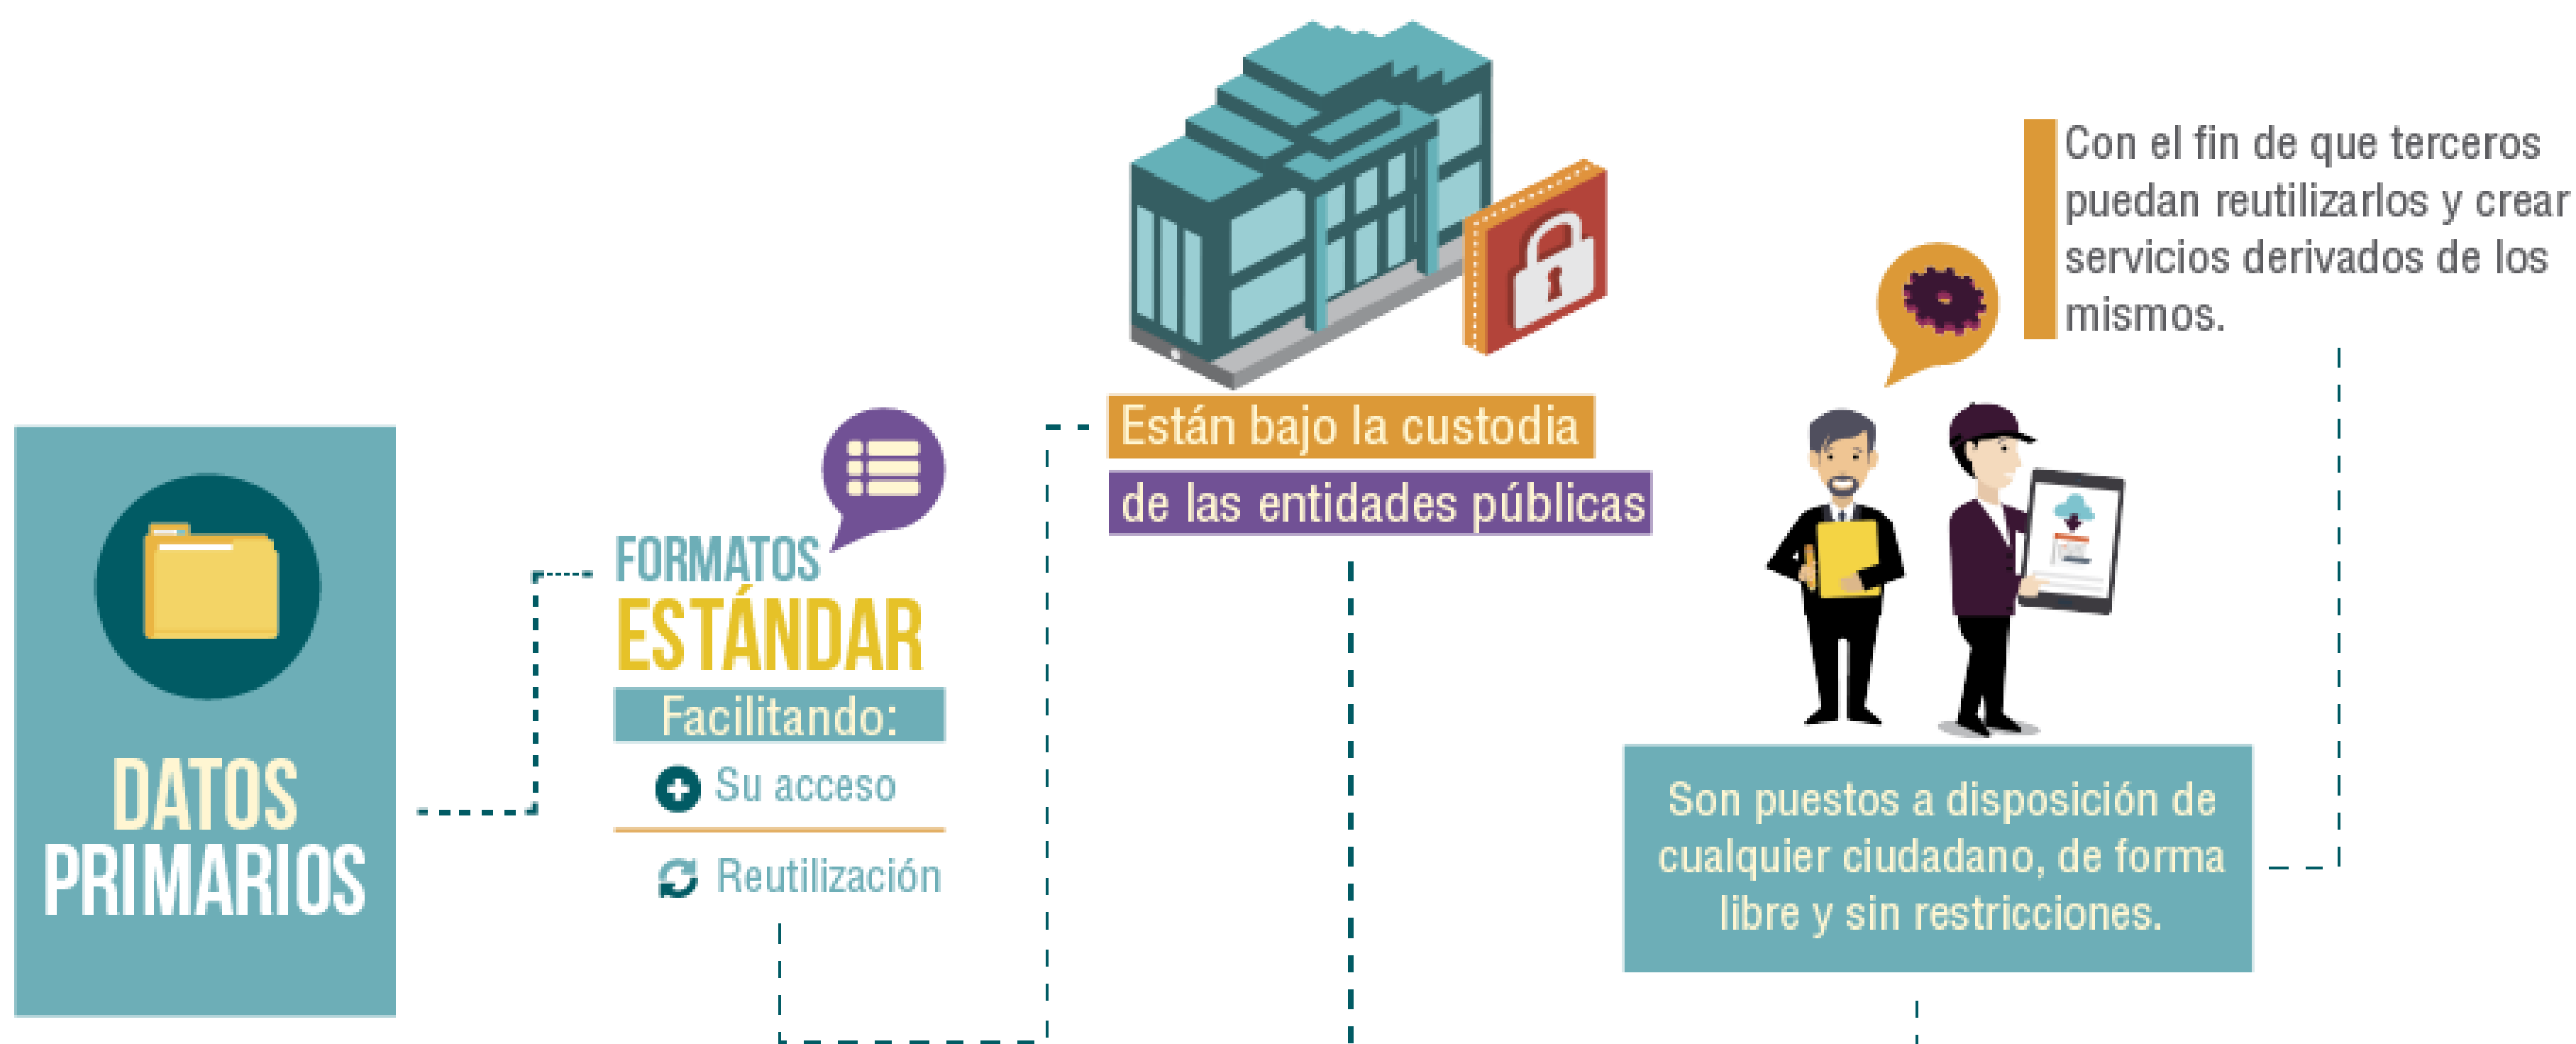 DATOS
PRIMARIOS
FORMATOS
ESTÁNDAR
Facilitando:
Su acceso
Reutilización
Están bajo la custodia
de las entidades públicas
Son puestos a disposición de
cualquier ciudadano, de forma
libre y sin restricciones.
Con el fin de que terceros
puedan reutilizarlos y crear
servicios derivados de los
mismos.